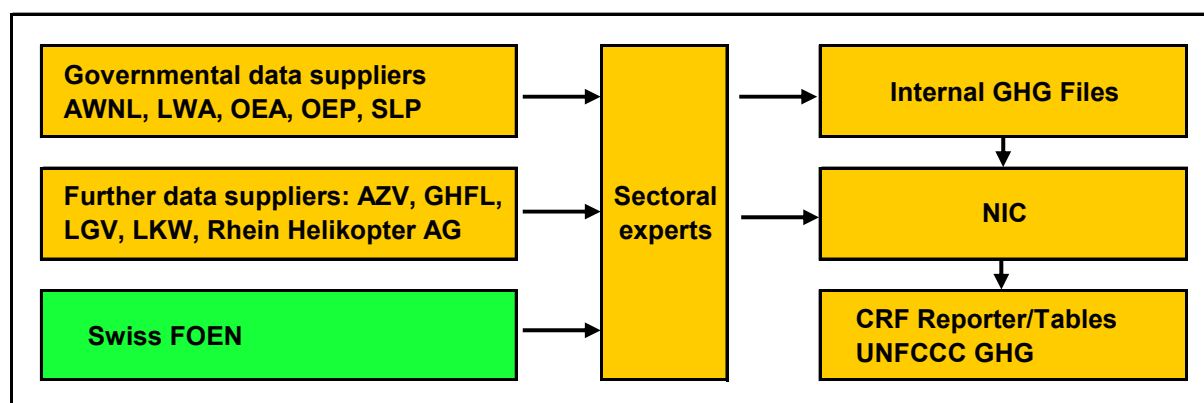 Governmental data suppliers
AWNL, LWA, OEA, OEP, SLP
Further data suppliers: AZV, GHFL,
LGV, LKW, Rhein Helikopter AG
Swiss FOEN
Sectoral
experts
Internal GHG Files
NIC
CRF Reporter/Tables
UNFCCC GHG